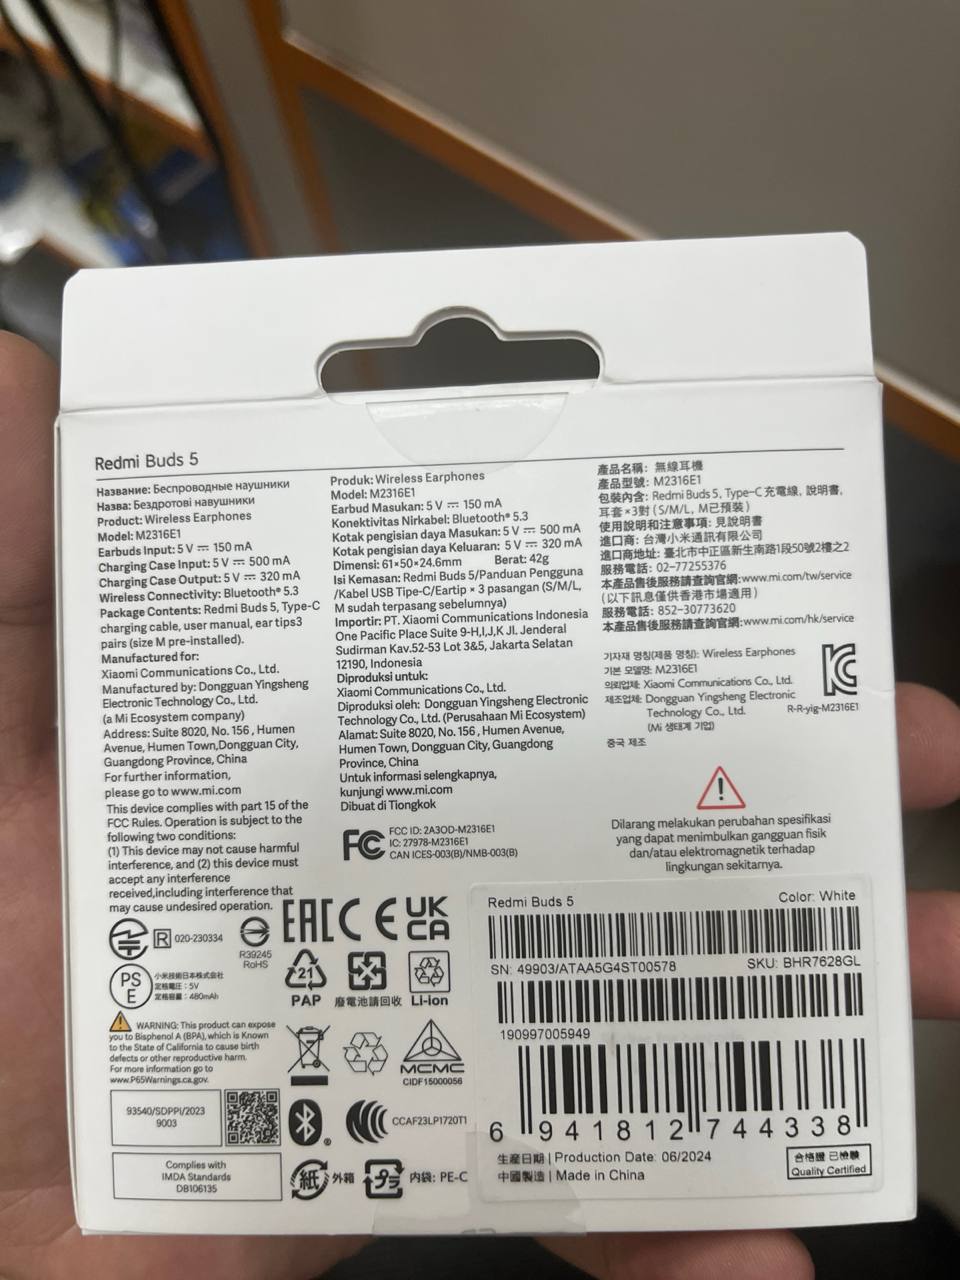 Redmi Buds 5
Название: Беспроводные наушники
Назва: Бездротові навушники
Product: Wireless Earphones
Model: M2316E1
Earbuds Input: 5 V ⎓ 150 mA
Charging Case Input: 5 V ⎓ 500 mA
Charging Case Output: 5 V ⎓ 320 mA
Wireless Connectivity: Bluetooth® 5.3
Package Contents: Redmi Buds 5, Type-C
charging cable, user manual, ear tips3
pairs (size M pre-installed).
Manufactured for:
Xiaomi Communications Co., Ltd.
Manufactured by: Dongguan Yingsheng
Electronic Technology Co., Ltd.
(a Mi Ecosystem company)
Address: Suite 8020, No. 156 , Humen
Avenue, Humen Town,Dongguan City,
Guangdong Province, China
For further information,
please go to www.mi.com
This device complies with part 15 of the
FCC Rules. Operation is subject to the
following two conditions:
(1) This device may not cause harmful
interference, and (2) this device must
accept any interference
received,including interference that
may cause undesired operation.
Produk: Wireless Earphones
Model: M2316E1
Earbud Masukan: 5 V ⎓ 150 mA
Konektivitas Nirkabel: Bluetooth® 5.3
Kotak pengisian daya Masukan: 5 V ⎓ 500 mA
Kotak pengisian daya Keluaran: 5 V ⎓ 320 mA
Dimensi: 61×50×24.6mm Berat: 42g
Isi Kemasan: Redmi Buds 5/Panduan Pengguna
/Kabel USB Tipe-C/Eartip × 3 pasangan (S/M/L,
M sudah terpasang sebelumnya)
Importir: PT. Xiaomi Communications Indonesia
One Pacific Place Suite 9-H,I,J,K Jl. Jenderal
Sudirman Kav.52-53 Lot 3&5, Jakarta Selatan
12190, Indonesia
Diproduksi untuk:
Xiaomi Communications Co., Ltd.
Diproduksi oleh: Dongguan Yingsheng Electronic
Technology Co., Ltd. (Perusahaan Mi Ecosystem)
Alamat: Suite 8020, No. 156 , Humen Avenue,
Humen Town, Dongguan City, Guangdong
Province, China
Untuk informasi selengkapnya,
kunjungi www.mi.com
Dibuat di Tiongkok
FC
FCC ID: 2A3OD-M2316E1
IC: 27978-M2316E1
CAN ICES-003(B)/NMB-003(B)
產品名稱: 無線耳機
產品型號: M2316E1
包裝內含: Redmi Buds 5, Type-C 充電線, 說明書,
耳套 ×3對 ( S/M/L, M已預裝 )
使用說明和注意事項: 見說明書
進口商: 台灣小米通訊有限公司
進口商地址: 臺北市中正區新生南路1段50號2樓之2
服務電話: 02-77255376
本產品售後服務請查詢官網:www.mi.com/tw/service
(以下訊息僅供香港市場適用)
服務電話: 852-30773620
本產品售後服務請查詢官網:www.mi.com/hk/service
기자재 명칭(제품 명칭): Wireless Earphones
기본 모델명: M2316E1
의뢰업체: Xiaomi Communications Co., Ltd.
제조업체: Dongguan Yingsheng Electronic
Technology Co., Ltd.
(Mi 생태계 기업)
중국 제조
R-R-yig-M2316E1
Dilarang melakukan perubahan spesifikasi
yang dapat menimbulkan gangguan fisik
dan/atau elektromagnetik terhadap
lingkungan sekitarnya.
R 020-230334
R39245
RoHS
EAC CE UK
CA
PS
E
小米技術日本株式会社
定格電圧: 5V
定格容量: 480mAh
21
PAP
廢電池請回收
Li-ion
WARNING: This product can expose
you to Bisphenol A (BPA), which is Known
to the State of California to cause birth
defects or other reproductive harm.
For more information go to
www.P65Warnings.ca.gov.
MCMC
CIDF15000056
93540/SDPPI/2023
9003
CCAF23LP1720T1
Complies with
IMDA Standards
DB106135
紙 外箱
プラ 内袋: PE-C
Redmi Buds 5 Color: White
SN: 49903/ATAA5G4ST00578 SKU: BHR7628GL
190997005949
6 941812 744338
生產日期 | Production Date: 06/2024
中國製造 | Made in China
合格證 已檢驗
Quality Certified